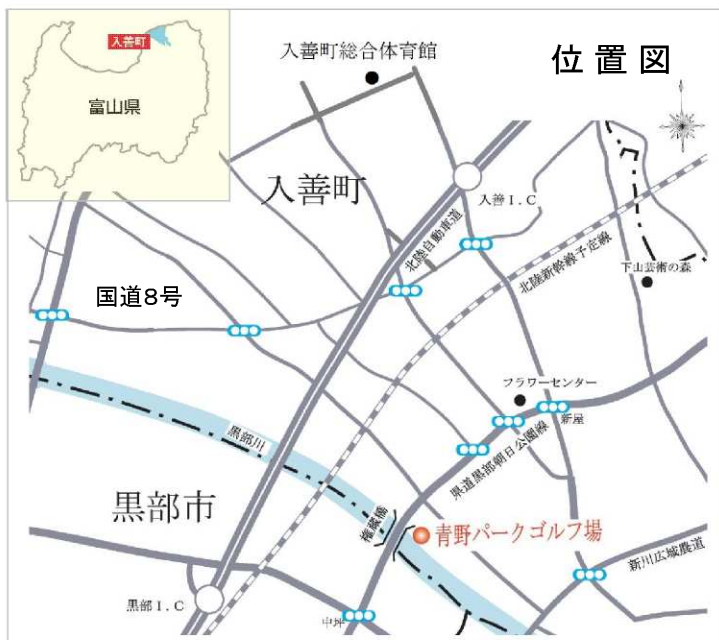 位置図
入善町
富山県
入善町総合体育館
入善町
入善I.C
北陸自動車道
北陸新幹線予定線
下山芸術の森
国道8号
フラワーセンター
新屋
黒部川
県道黒部朝日公園線
黒部市
権蔵橋
青野パークゴルフ場
新川広域農道
黒部I.C
中坪